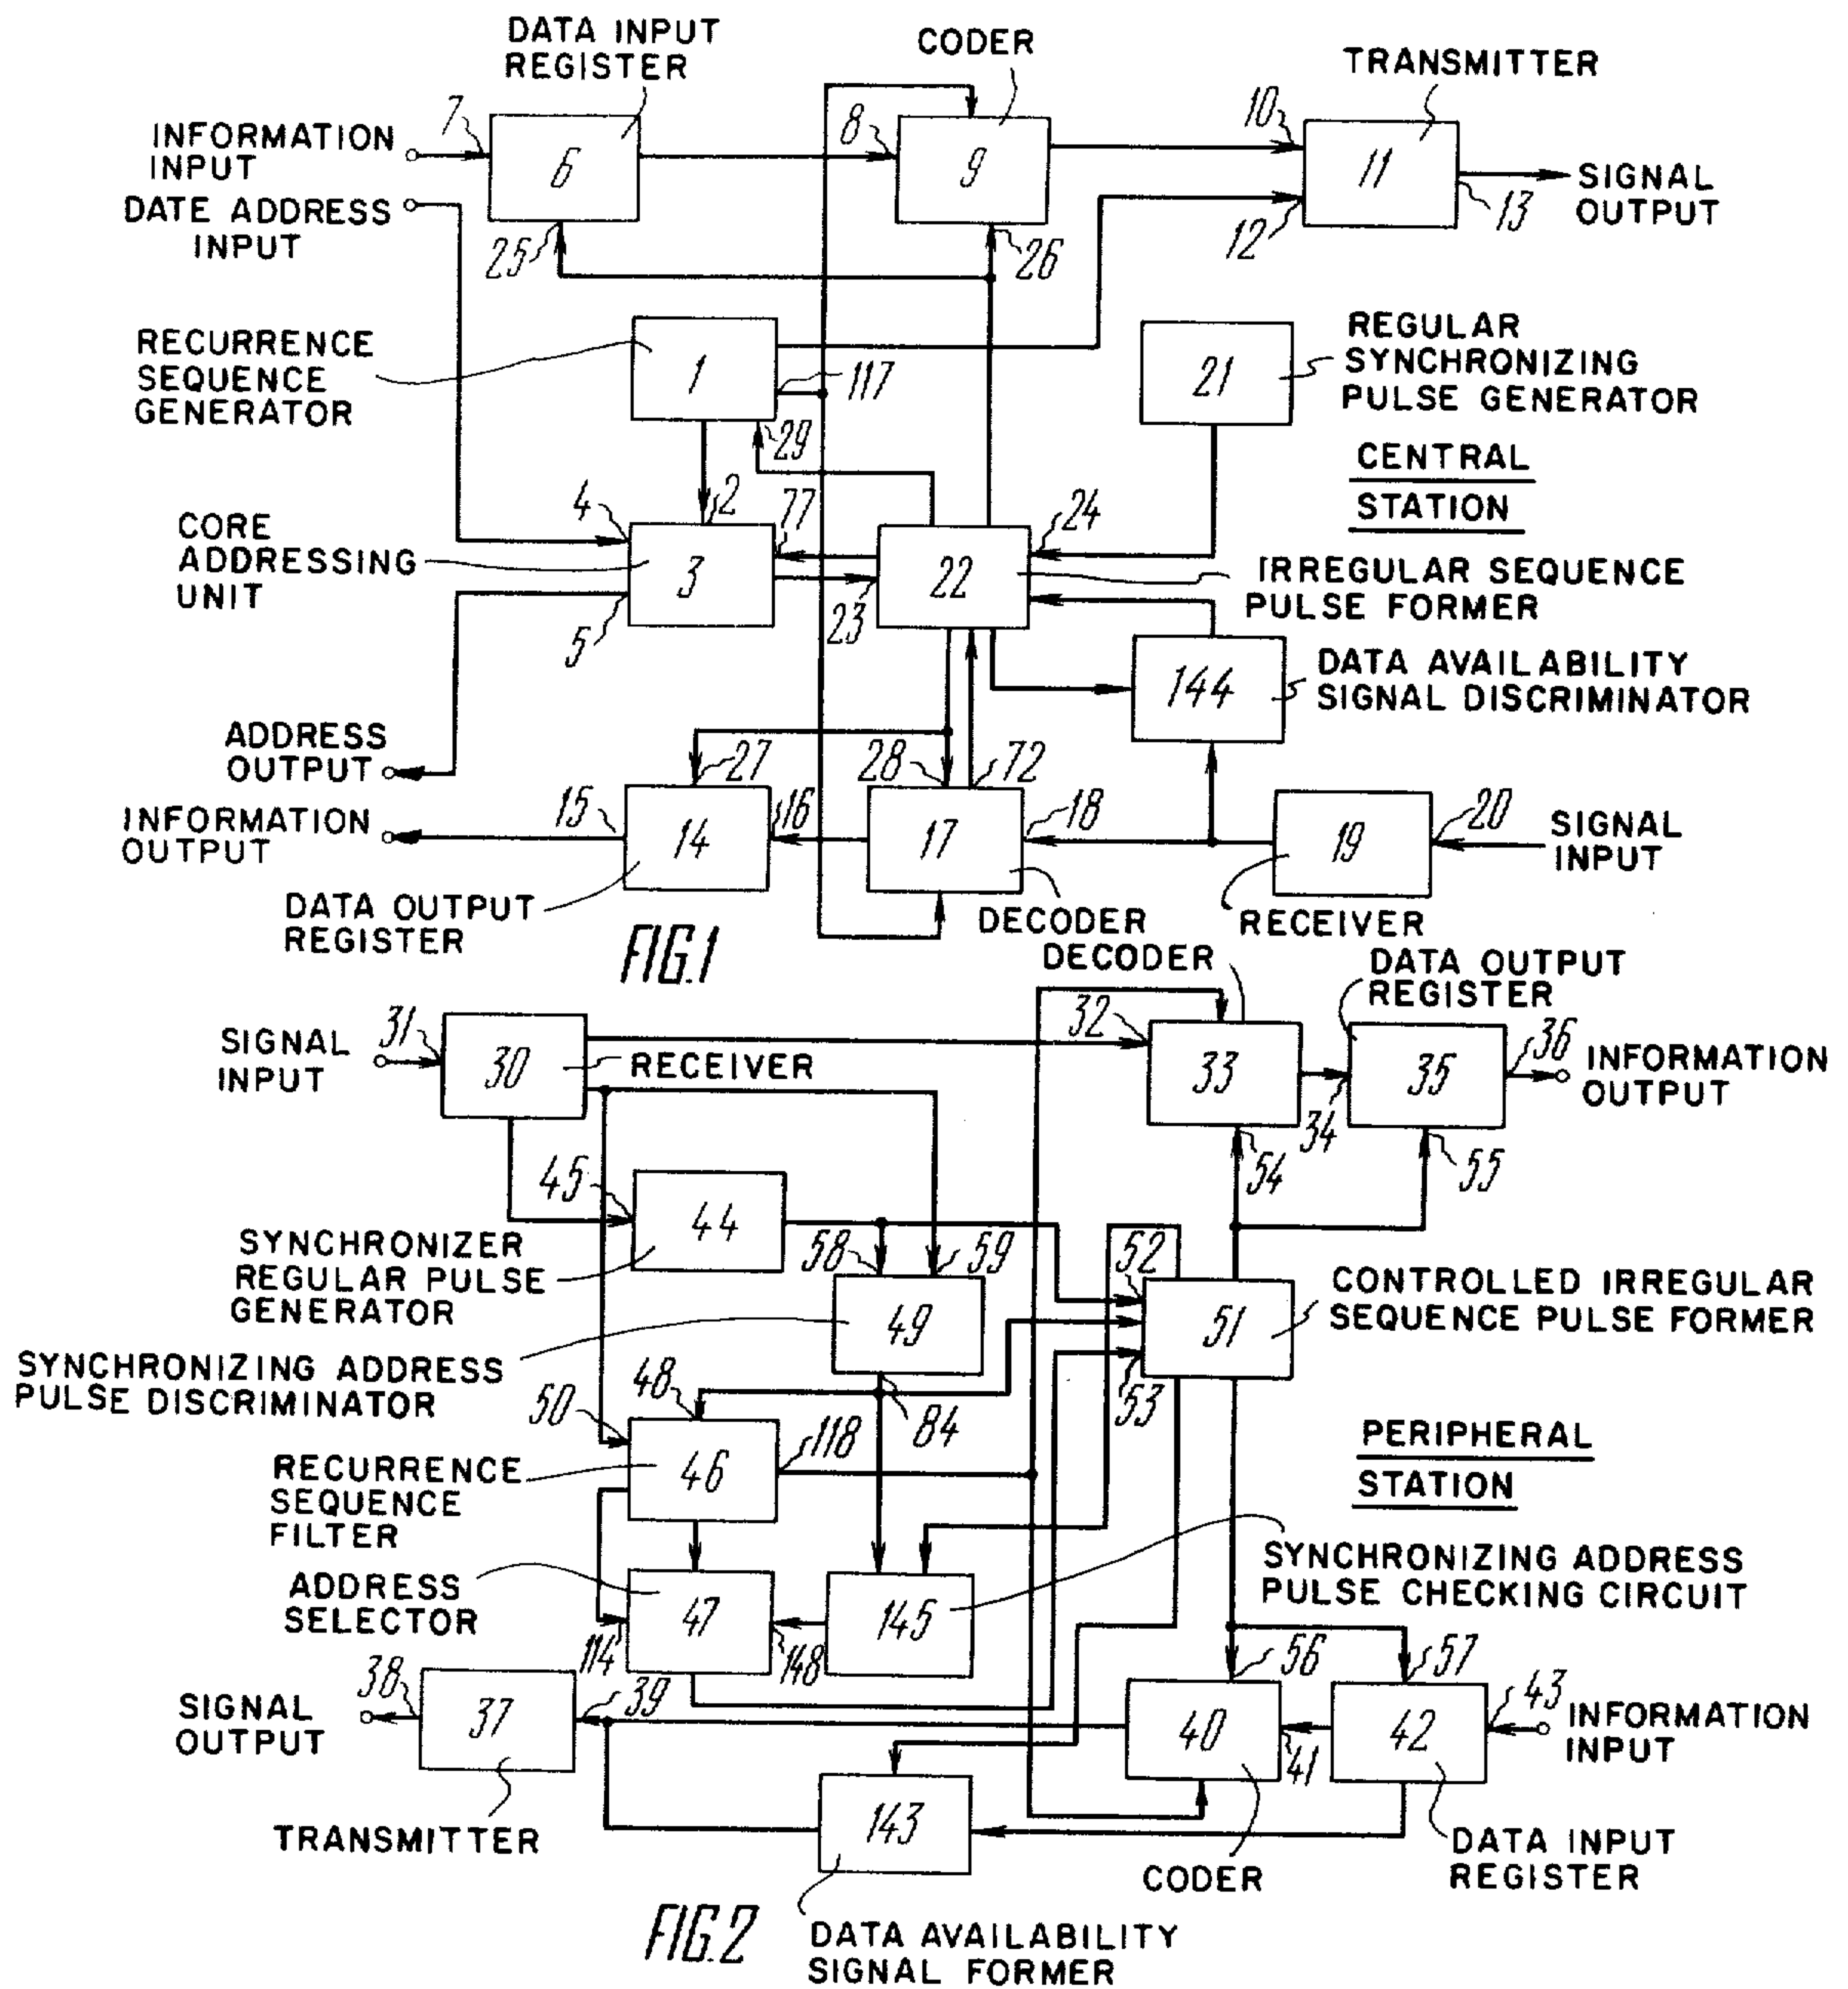 DATA INPUT
REGISTER
CODER
TRANSMITTER
INFORMATION
INPUT
7
6
8
9
10
11
12
13
SIGNAL
OUTPUT
DATE ADDRESS
INPUT
25
26
RECURRENCE
SEQUENCE
GENERATOR
1
117
29
21
REGULAR
SYNCHRONIZING
PULSE GENERATOR
CENTRAL
STATION
CORE
ADDRESSING
UNIT
4
2
77
3
5
23
22
24
IRREGULAR SEQUENCE
PULSE FORMER
144
DATA AVAILABILITY
SIGNAL DISCRIMINATOR
ADDRESS
OUTPUT
27
28
72
INFORMATION
OUTPUT
15
14
16
17
18
19
20
SIGNAL
INPUT
DATA OUTPUT
REGISTER
DECODER
RECEIVER
FIG.1
DECODER
DATA OUTPUT
REGISTER
SIGNAL
INPUT
31
30
RECEIVER
32
33
34
35
36
INFORMATION
OUTPUT
54
55
45
44
SYNCHRONIZER
REGULAR PULSE
GENERATOR
58
59
49
52
51
53
CONTROLLED IRREGULAR
SEQUENCE PULSE FORMER
SYNCHRONIZING ADDRESS
PULSE DISCRIMINATOR
50
48
84
46
118
RECURRENCE
SEQUENCE
FILTER
PERIPHERAL
STATION
ADDRESS
SELECTOR
47
114
148
145
SYNCHRONIZING ADDRESS
PULSE CHECKING CIRCUIT
SIGNAL
OUTPUT
38
37
39
56
57
40
41
42
43
INFORMATION
INPUT
TRANSMITTER
143
CODER
DATA INPUT
REGISTER
FIG.2
DATA AVAILABILITY
SIGNAL FORMER